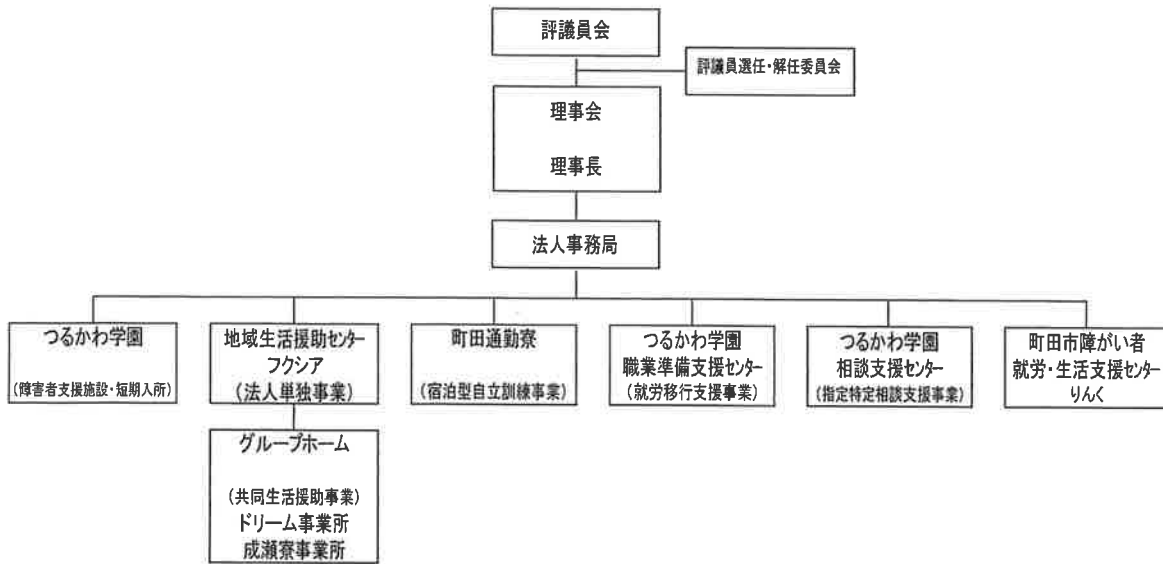 評議員会
評議員選任・解任委員会
理事会
理事長
法人事務局
つるかわ学園
(障害者支援施設・短期入所)
地域生活援助センター
フクシア
(法人単独事業)
町田通勤寮
(宿泊型自立訓練事業)
つるかわ学園
職業準備支援センター
(就労移行支援事業)
つるかわ学園
相談支援センター
(指定特定相談支援事業)
町田市障がい者
就労・生活支援センター
りんく
グループホーム
(共同生活援助事業)
ドリーム事業所
成瀬寮事業所